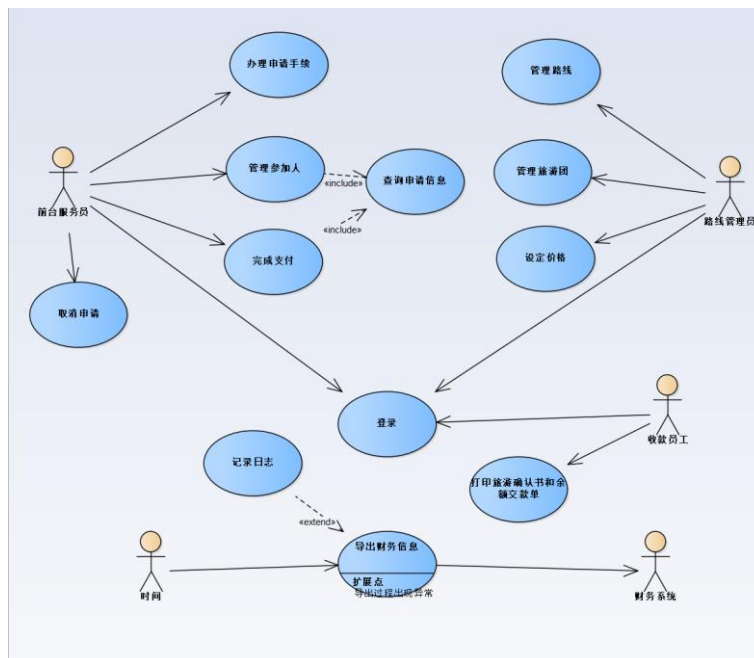 办理申请手续
管理路线
管理参加人
«include»
查询申请信息
管理旅游团
前台服务员
路线管理员
«include»
完成支付
设定价格
取消申请
登录
收款员工
记录日志
打印旅游确认书和余
额交款单
«extend»
导出财务信息
扩展点
导出过程出现异常
时间
财务系统